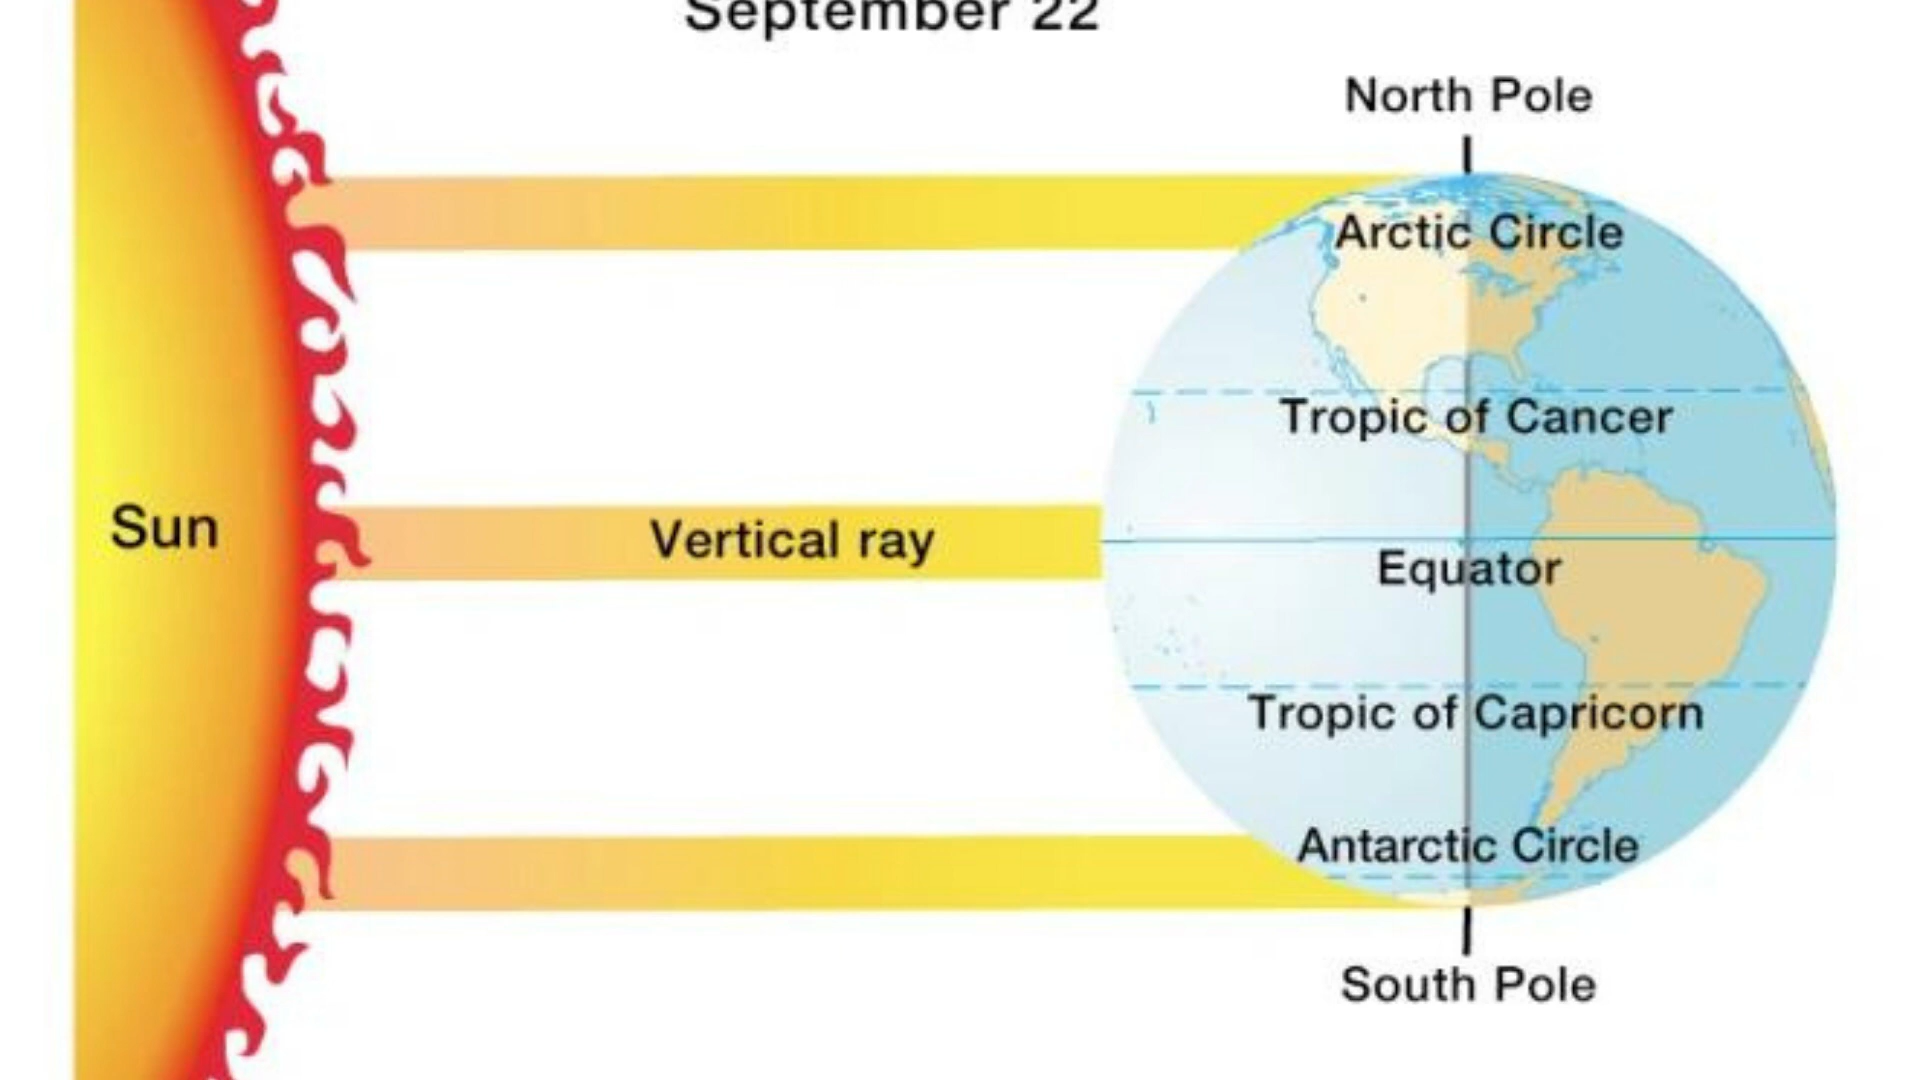 September 22
North Pole
Arctic Circle
Tropic of Cancer
Sun
Vertical ray
Equator
Tropic of Capricorn
Antarctic Circle
South Pole